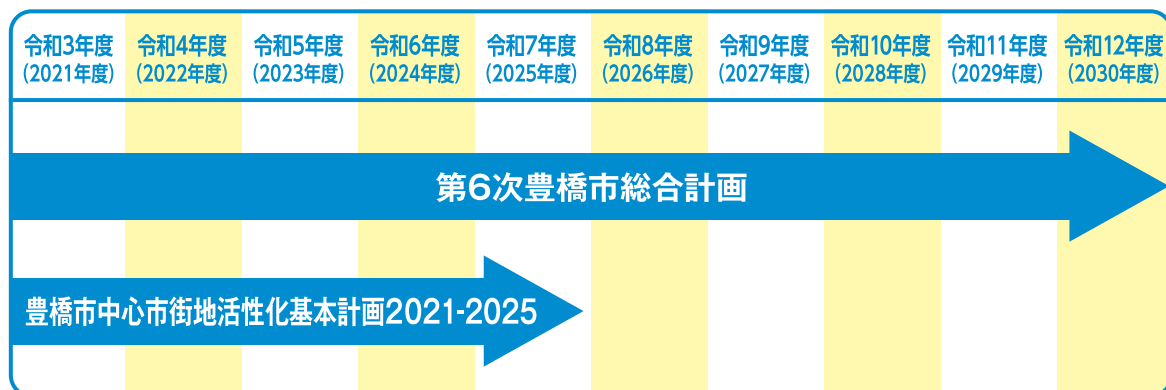 令和3年度 令和4年度 令和5年度 令和6年度 令和7年度 令和8年度 令和9年度 令和10年度 令和11年度 令和12年度
(2021年度) (2022年度) (2023年度) (2024年度) (2025年度) (2026年度) (2027年度) (2028年度) (2029年度) (2030年度)
第6次豊橋市総合計画
豊橋市中心市街地活性化基本計画2021-2025